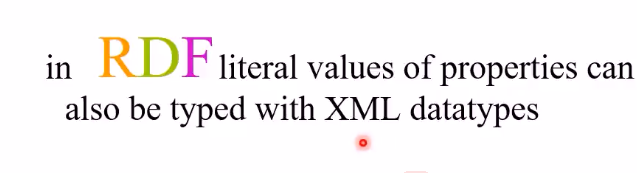 in RDF literal values of properties can
also be typed with XML datatypes